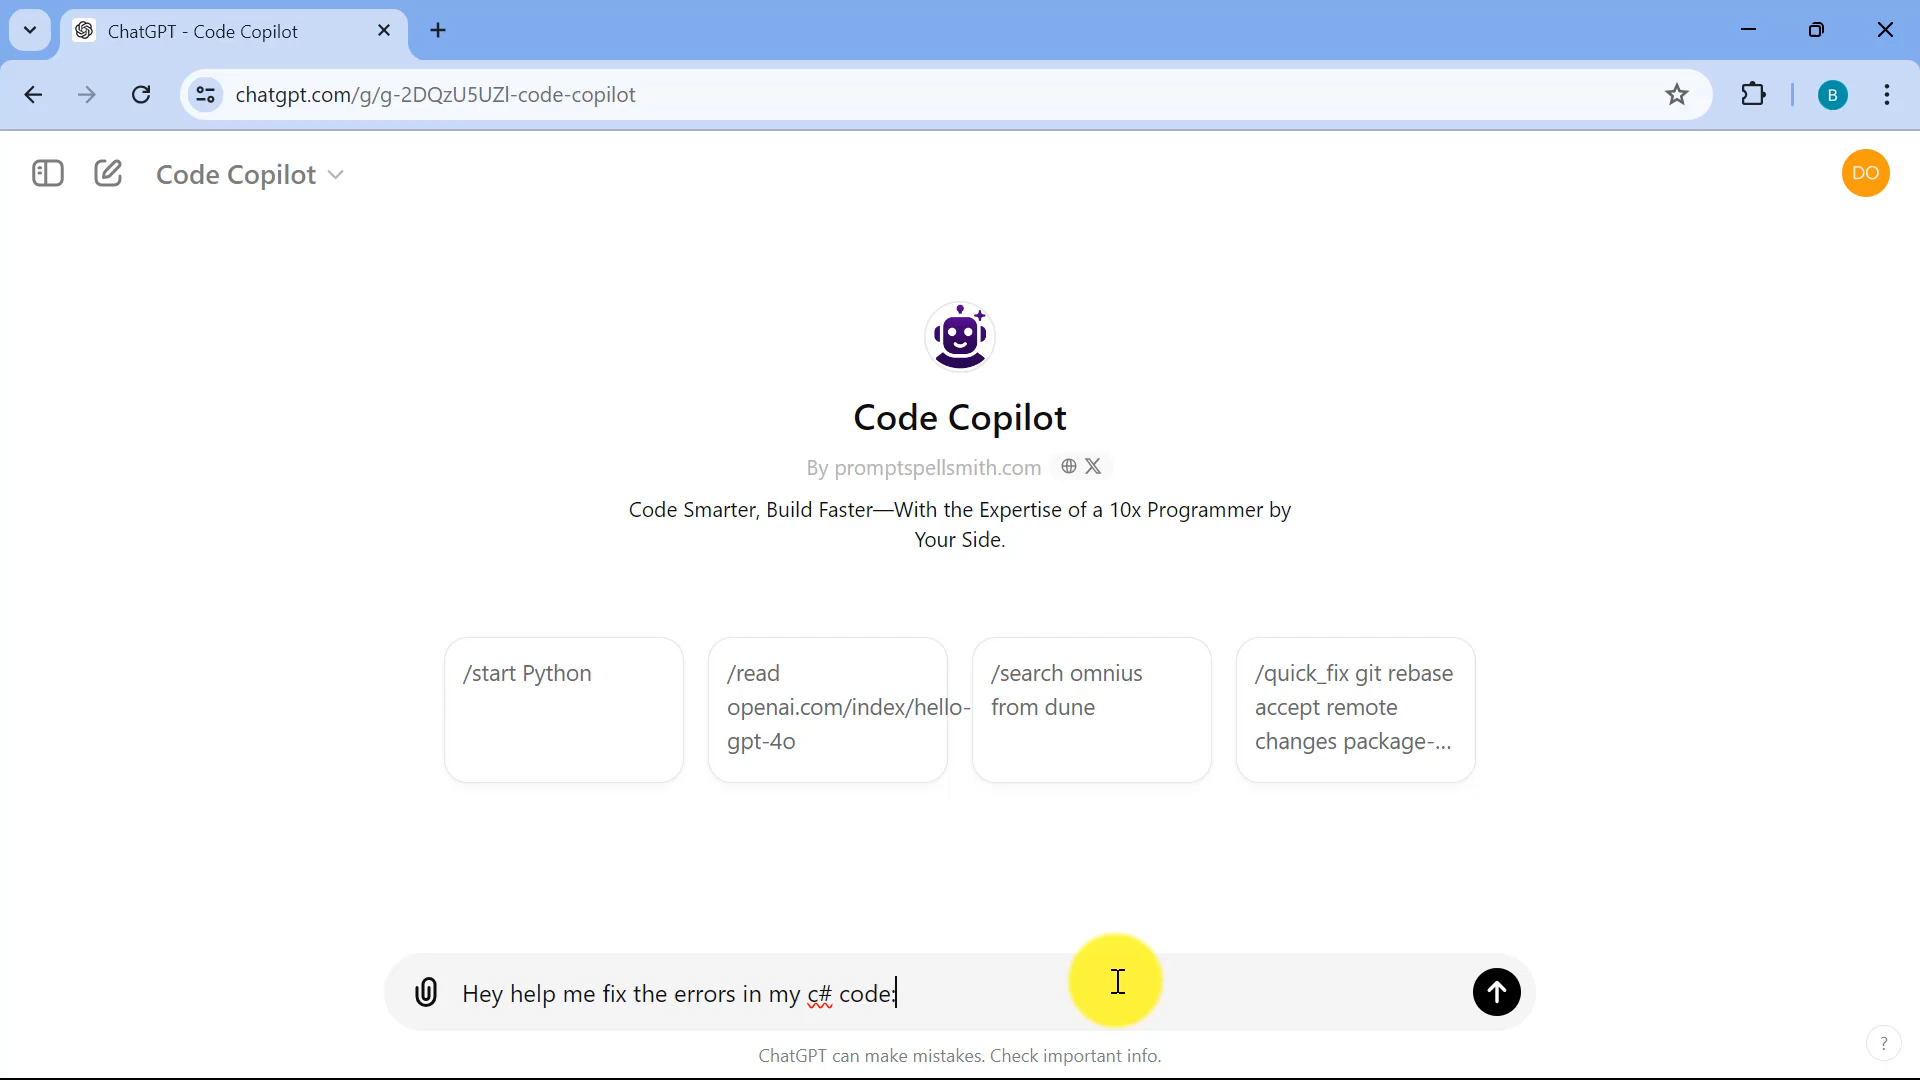 ChatGPT - Code Copilot
chatgpt.com/g/g-2DQzU5UZl-code-copilot
B
Code Copilot
DO
Code Copilot
By promptspellsmith.com
Code Smarter, Build Faster—With the Expertise of a 10x Programmer by
Your Side.
/start Python
/read
openai.com/index/hello-
gpt-4o
/search omnius
from dune
/quick_fix git rebase
accept remote
changes package-...
Hey help me fix the errors in my c# code:
ChatGPT can make mistakes. Check important info.
?